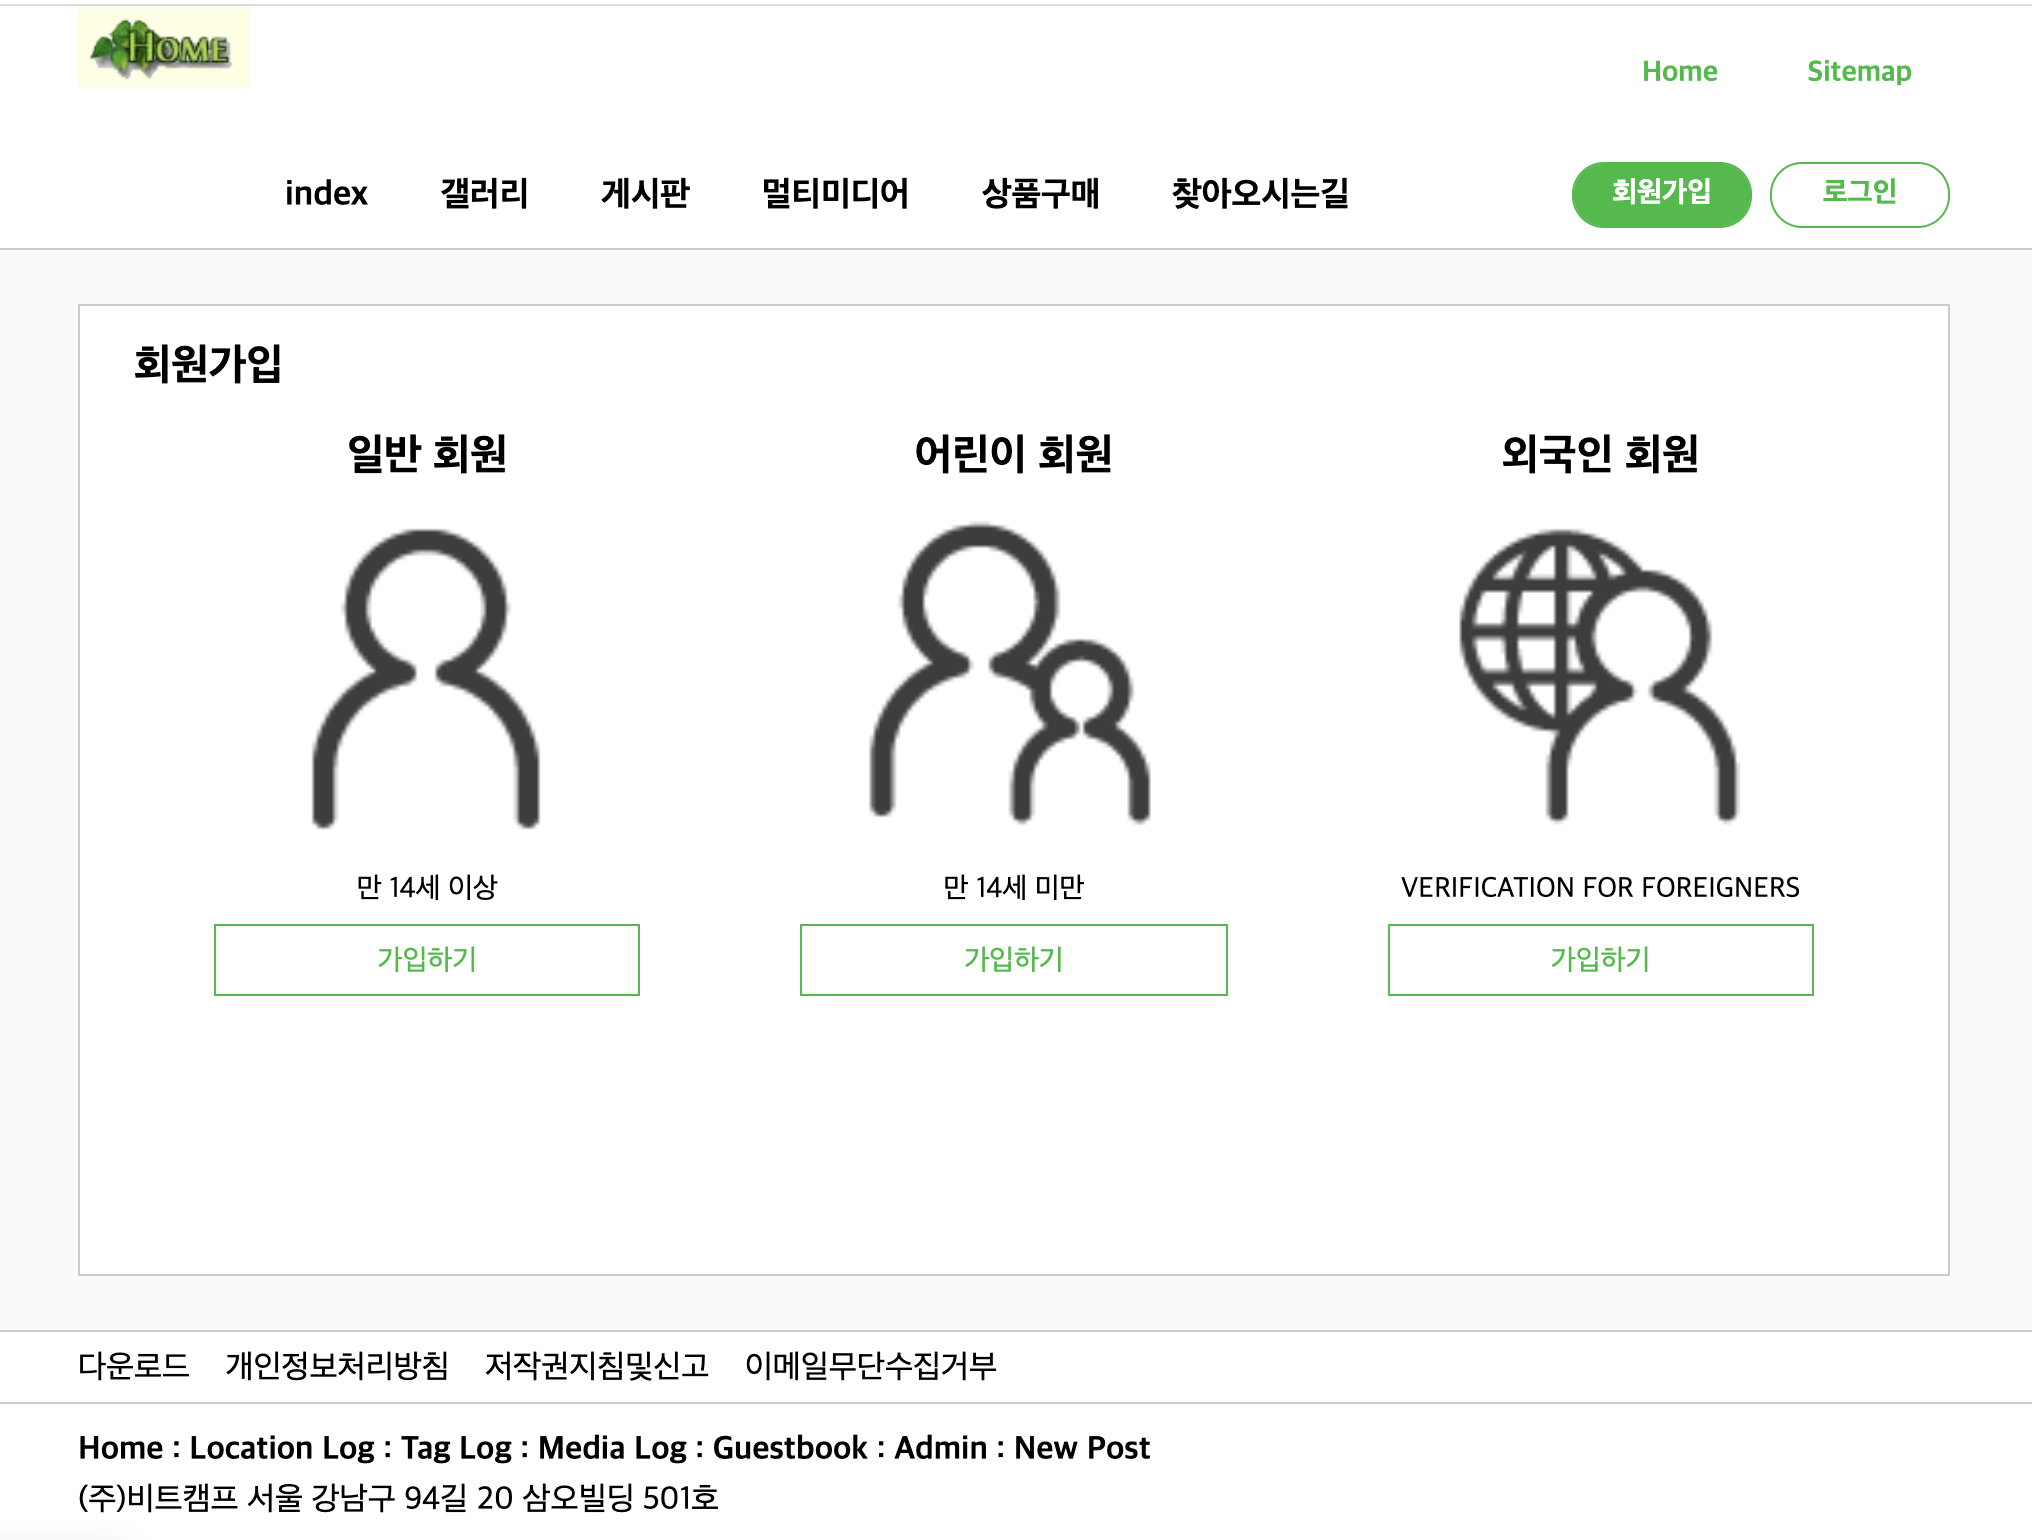 HOME
Home Sitemap
index 갤러리 게시판 멀티미디어 상품구매 찾아오시는길 회원가입 로그인
회원가입
일반 회원 어린이 회원 외국인 회원
만 14세 이상 만 14세 미만 VERIFICATION FOR FOREIGNERS
가입하기 가입하기 가입하기
다운로드 개인정보처리방침 저작권지침및신고 이메일무단수집거부
Home : Location Log : Tag Log : Media Log : Guestbook : Admin : New Post
(주)비트캠프 서울 강남구 94길 20 삼오빌딩 501호